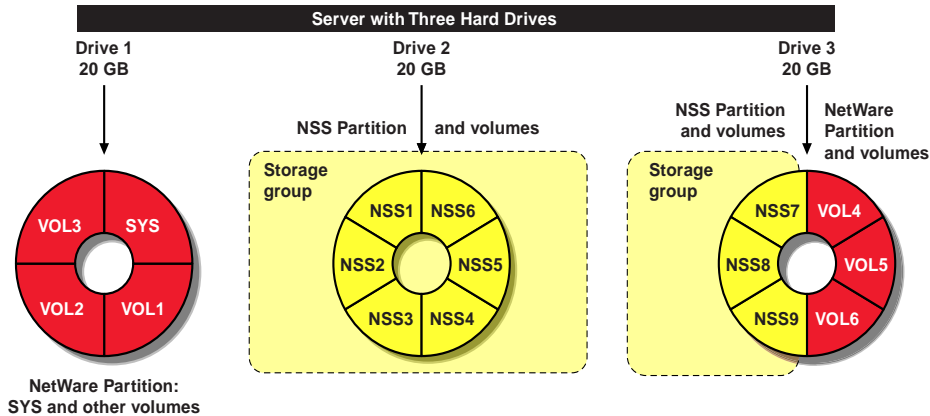 Server with Three Hard Drives
Drive 1
20 GB
Drive 2
20 GB
Drive 3
20 GB
NSS Partition and volumes
NSS Partition
and volumes
NetWare
Partition
and volumes
Storage
group
Storage
group
VOL3
SYS
VOL2
VOL1
NSS1
NSS6
NSS2
NSS5
NSS3
NSS4
NSS7
VOL4
NSS8
VOL5
NSS9
VOL6
NetWare Partition:
SYS and other volumes